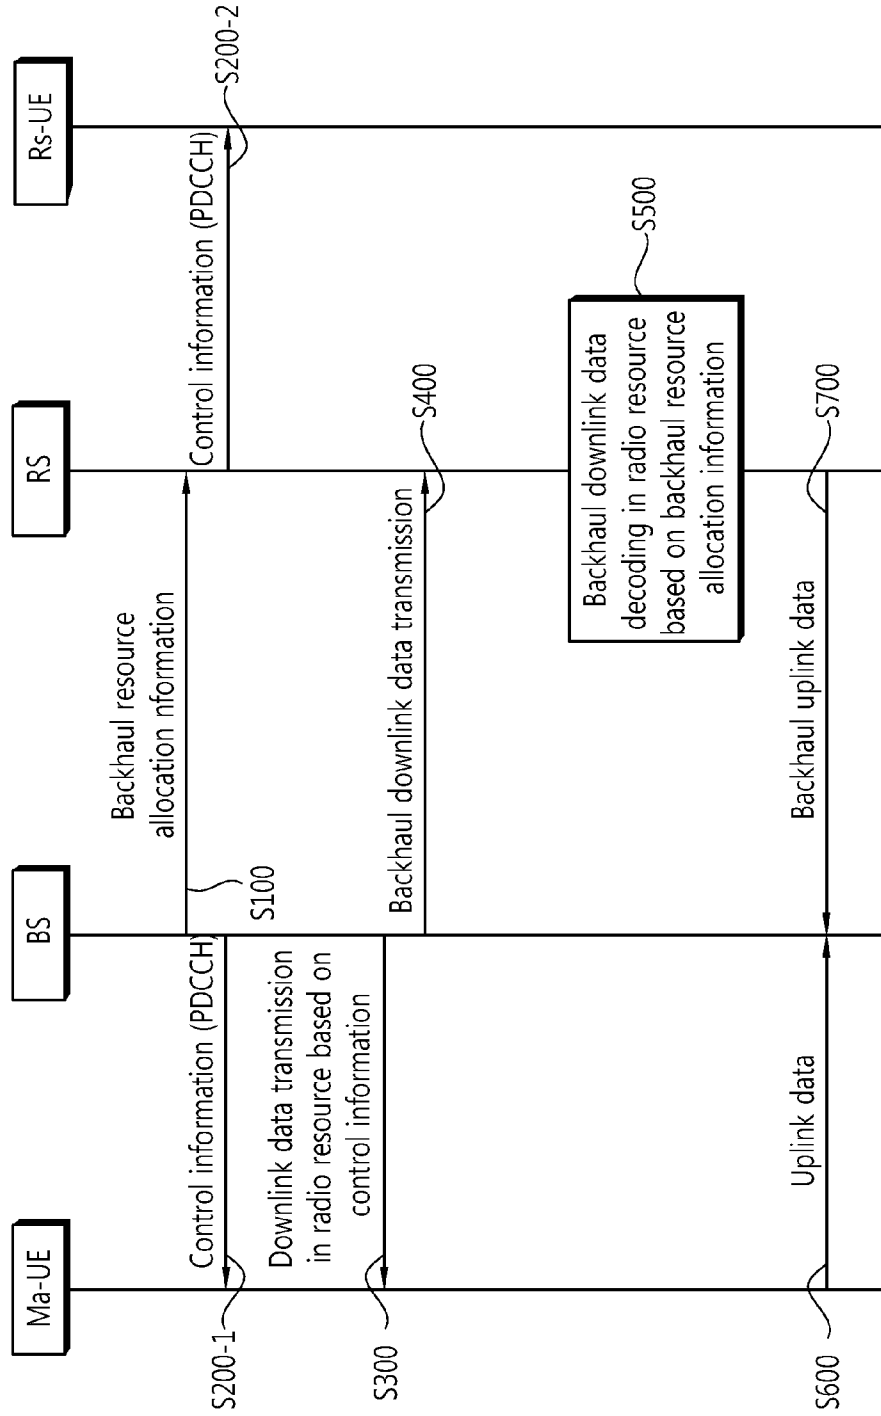 Ma-UE
BS
RS
Rs-UE
Backhaul resource
allocation nformation
S100
Control information (PDCCH)
S200-1
Control information (PDCCH)
S200-2
Downlink data transmission
in radio resource based on
control information
S300
Backhaul downlink data transmission
S400
Backhaul downlink data
decoding in radio resource
based on backhaul resource
allocation information
S500
Uplink data
S600
Backhaul uplink data
S700